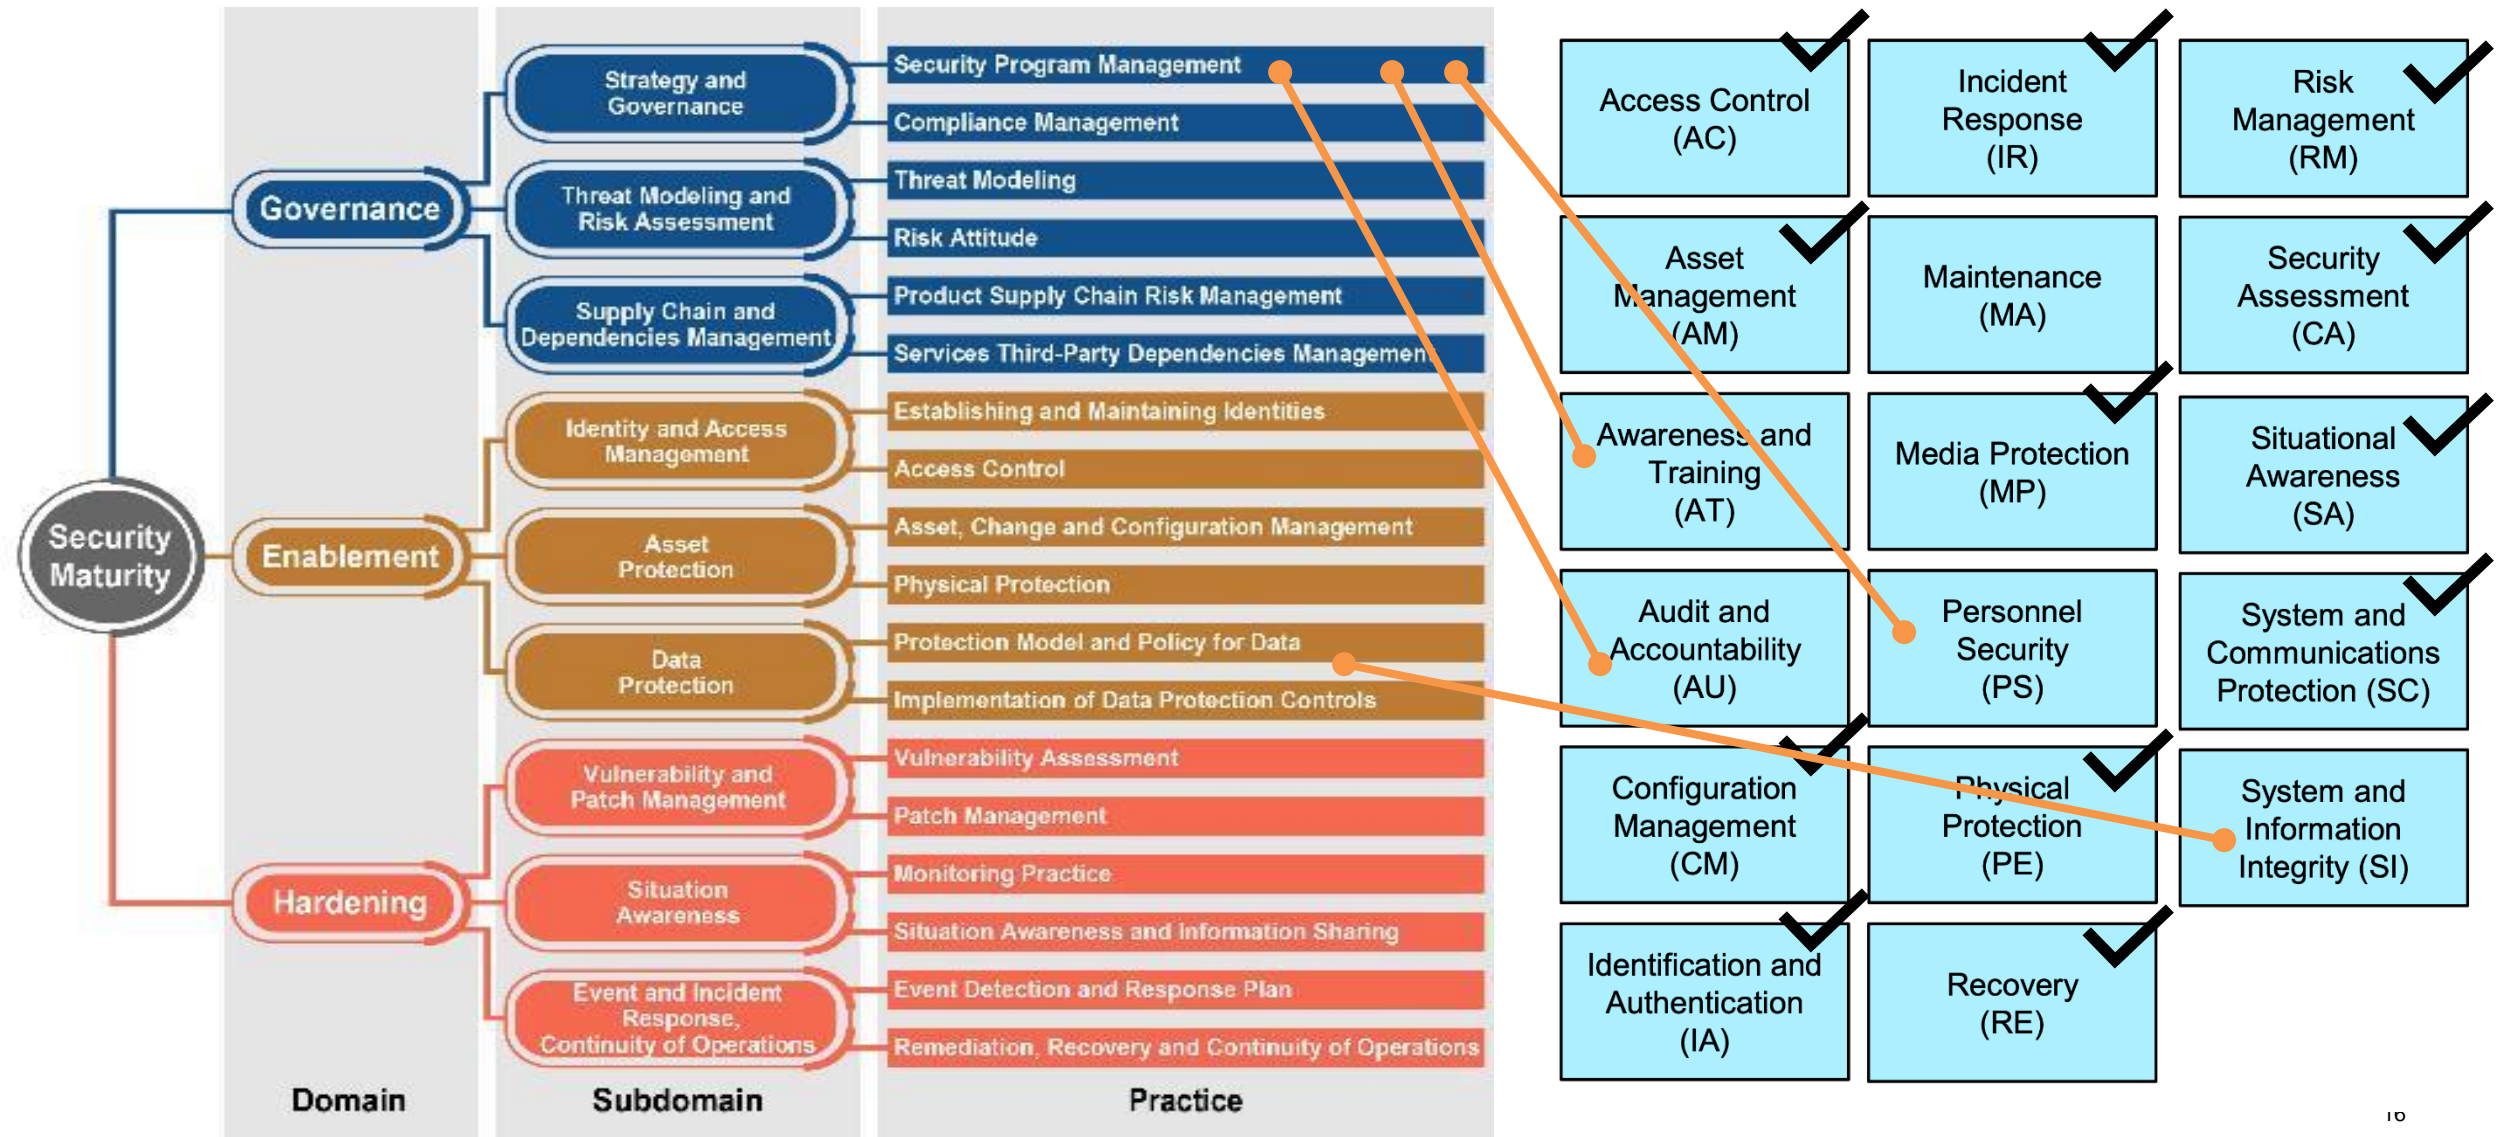 Security
Maturity
Governance
Enablement
Hardening
Domain
Strategy and
Governance
Threat Modeling and
Risk Assessment
Supply Chain and
Dependencies Management
Identity and Access
Management
Asset
Protection
Data
Protection
Vulnerability and
Patch Management
Situation
Awareness
Event and Incident
Response,
Continuity of Operations
Subdomain
Security Program Management
Compliance Management
Threat Modeling
Risk Attitude
Product Supply Chain Risk Management
Services Third-Party Dependencies Management
Establishing and Maintaining Identities
Access Control
Asset, Change and Configuration Management
Physical Protection
Protection Model and Policy for Data
Implementation of Data Protection Controls
Vulnerability Assessment
Patch Management
Monitoring Practice
Situation Awareness and Information Sharing
Event Detection and Response Plan
Remediation, Recovery and Continuity of Operations
Practice
Access Control
(AC)
Asset
Management
(AM)
Awareness and
Training
(AT)
Audit and
Accountability
(AU)
Configuration
Management
(CM)
Identification and
Authentication
(IA)
Incident
Response
(IR)
Maintenance
(MA)
Media Protection
(MP)
Personnel
Security
(PS)
Physical
Protection
(PE)
Recovery
(RE)
Risk
Management
(RM)
Security
Assessment
(CA)
Situational
Awareness
(SA)
System and
Communications
Protection (SC)
System and
Information
Integrity (SI)
16